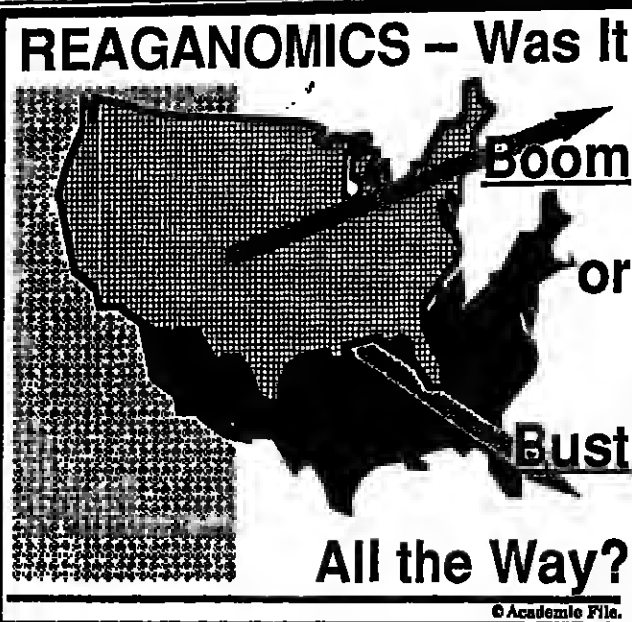 REAGANOMICS – Was It
Boom
or
Bust
All the Way?
© Academic File.